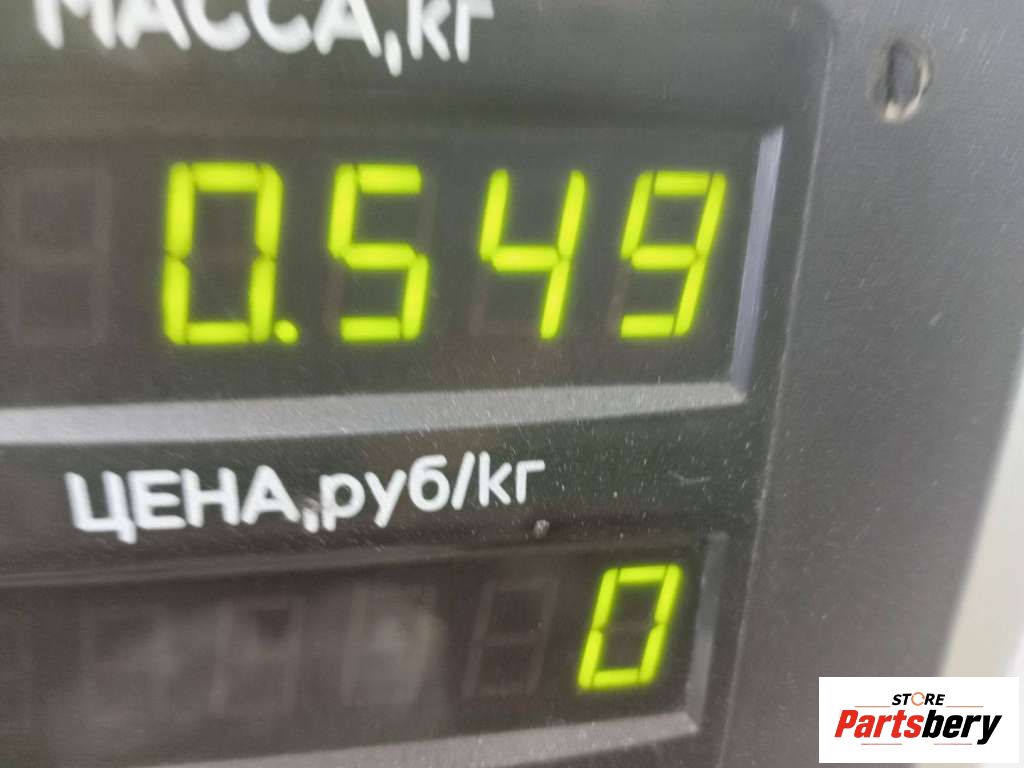 МАССА,кг
0.549
ЦЕНА,руб/кг
0
STORE
Partsbery